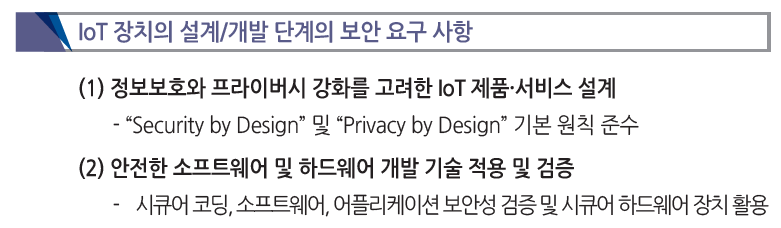 IoT 장치의 설계/개발 단계의 보안 요구 사항
(1) 정보보호와 프라이버시 강화를 고려한 IoT 제품·서비스 설계
- “Security by Design” 및 “Privacy by Design” 기본 원칙 준수
(2) 안전한 소프트웨어 및 하드웨어 개발 기술 적용 및 검증
- 시큐어 코딩, 소프트웨어, 어플리케이션 보안성 검증 및 시큐어 하드웨어 장치 활용